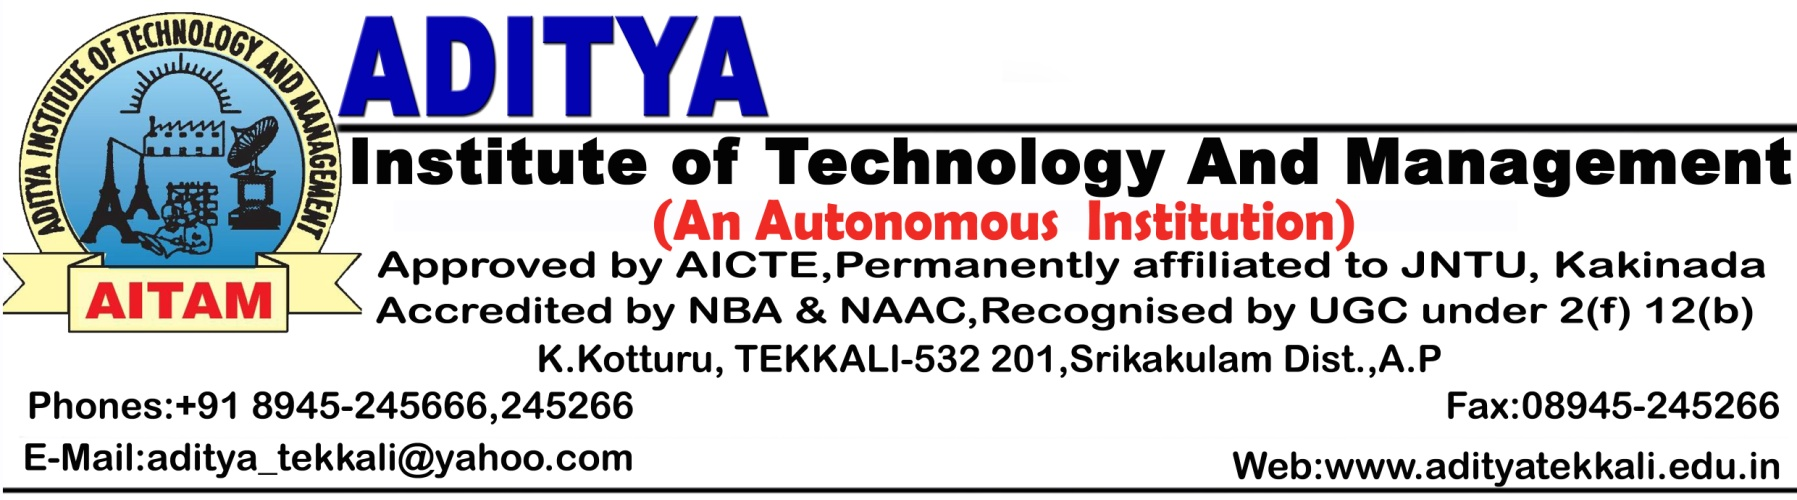 ADITYA INSTITUTE OF TECHNOLOGY AND MANAGEMENT
AITAM
ADITYA
Institute of Technology And Management
(An Autonomous Institution)
Approved by AICTE,Permanently affiliated to JNTU, Kakinada
Accredited by NBA & NAAC,Recognised by UGC under 2(f) 12(b)
K.Kotturu, TEKKALI-532 201,Srikakulam Dist.,A.P
Phones:+91 8945-245666,245266
Fax:08945-245266
E-Mail:aditya_tekkali@yahoo.com
Web:www.adityatekkali.edu.in